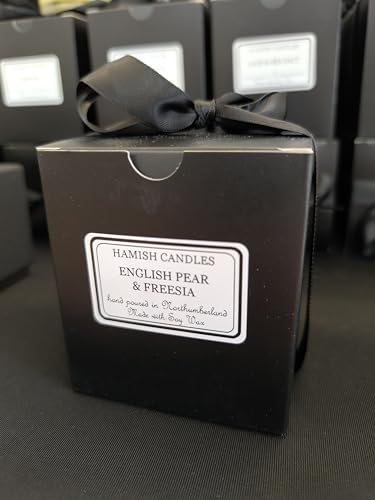 HAMISH CANDLES
ENGLISH PEAR
& FREESIA
hand poured in Northumberland
Made with Soy Wax